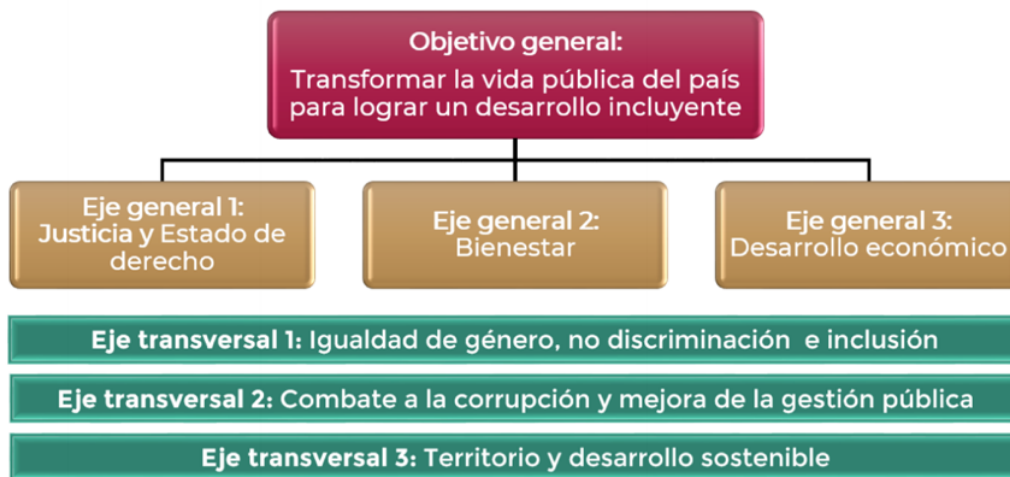 Objetivo general:
Transformar la vida pública del país
para lograr un desarrollo incluyente
Eje general 1:
Justicia y Estado de
derecho
Eje general 2:
Bienestar
Eje general 3:
Desarrollo económico
Eje transversal 1: Igualdad de género, no discriminación e inclusión
Eje transversal 2: Combate a la corrupción y mejora de la gestión pública
Eje transversal 3: Territorio y desarrollo sostenible